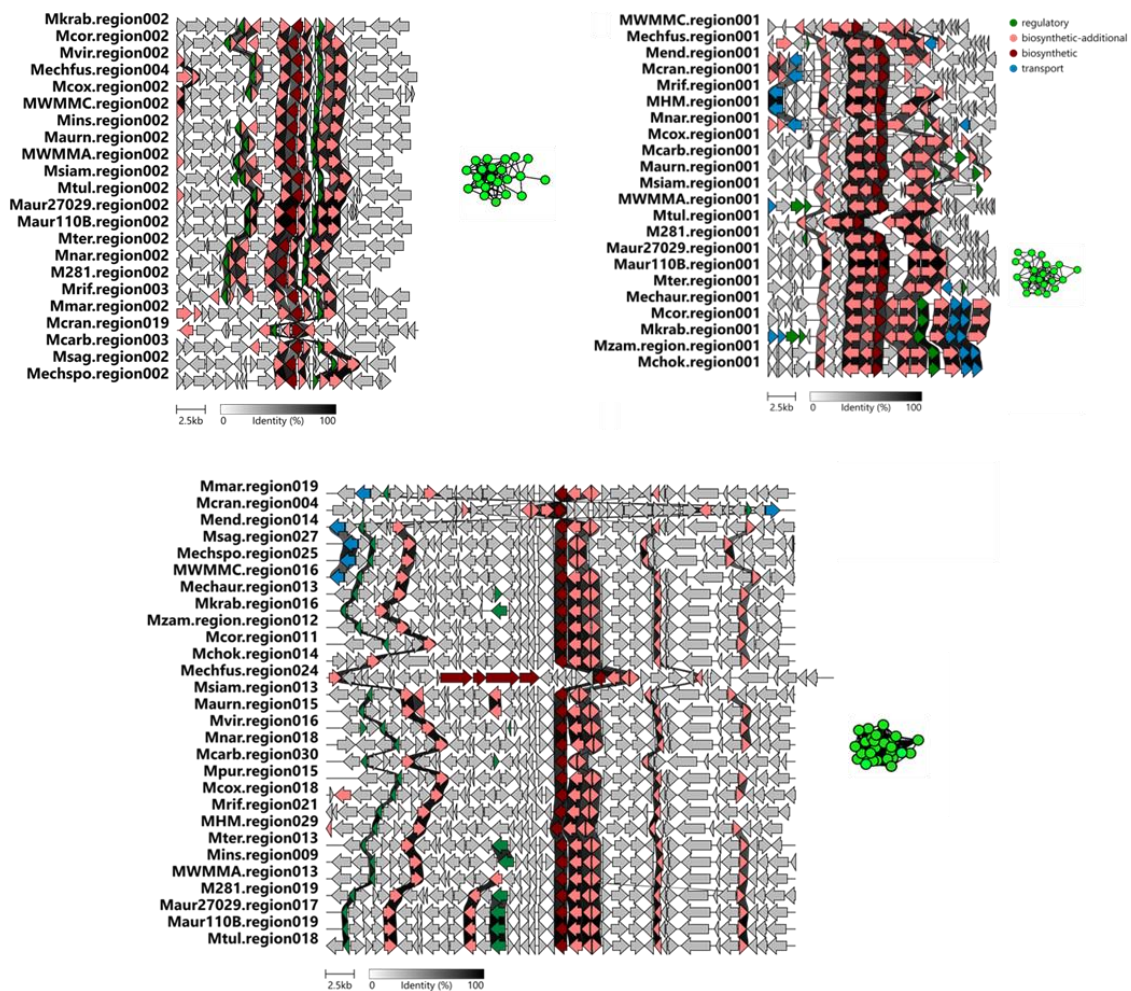 Mkrab.region002
Mcor.region002
Mvir.region002
Mechfus.region004
Mcox.region002
MWMMC.region002
Mins.region002
Maurn.region002
MWMMA.region002
Msiam.region002
Mtul.region002
Maur27029.region002
Maur110B.region002
Mter.region002
Mnar.region002
M281.region002
Mrif.region003
Mmar.region002
Mcran.region019
Mcarb.region003
Msag.region002
Mechspo.region002
2.5kb
0 Identity (%) 100
MWMMC.region001
Mechfus.region001
Mend.region001
Mcran.region001
Mrif.region001
MHM.region001
Mnar.region001
Mcox.region001
Mcarb.region001
Maurn.region001
Msiam.region001
MWMMA.region001
Mtul.region001
M281.region001
Maur27029.region001
Maur110B.region001
Mter.region001
Mechaur.region001
Mcor.region001
Mkrab.region001
Mzam.region.region001
Mchok.region001
2.5kb
0 Identity (%) 100
regulatory
biosynthetic-additional
biosynthetic
transport
Mmar.region019
Mcran.region004
Mend.region014
Msag.region027
Mechspo.region025
MWMMC.region016
Mechaur.region013
Mkrab.region016
Mzam.region.region012
Mcor.region011
Mchok.region014
Mechfus.region024
Msiam.region013
Maurn.region015
Mvir.region016
Mnar.region018
Mcarb.region030
Mpur.region015
Mcox.region018
Mrif.region021
MHM.region029
Mter.region013
Mins.region009
MWMMA.region013
M281.region019
Maur27029.region017
Maur110B.region019
Mtul.region018
2.5kb
0 Identity (%) 100